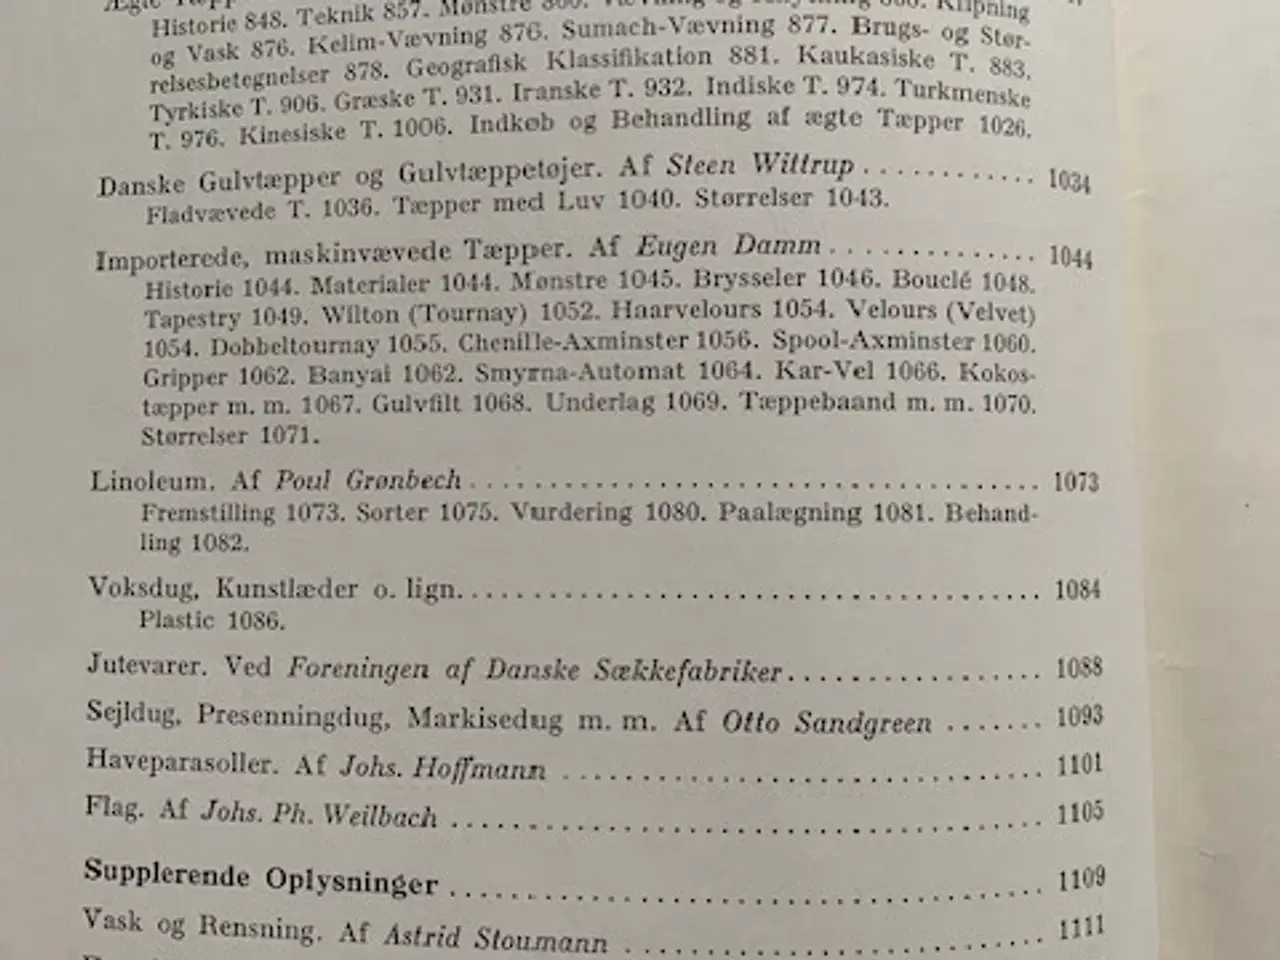 Ægte Tæpper
Historie 848. Teknik 857. Mønstre 860. Vævning og Knytning 866. Klipning
og Vask 876. Kelim-Vævning 876. Sumach-Vævning 877. Brugs- og Stør-
relsesbetegnelser 878. Geografisk Klassifikation 881. Kaukasiske T. 883.
Tyrkiske T. 906. Græske T. 931. Iranske T. 932. Indiske T. 974. Turkmenske
T. 976. Kinesiske T. 1006. Indkøb og Behandling af ægte Tæpper 1026.
Danske Gulvtæpper og Gulvtæppetøjer. Af Steen Wittrup ............ 1034
Fladvævede T. 1036. Tæpper med Luv 1040. Størrelser 1043.
Importerede, maskinvævede Tæpper. Af Eugen Damm .............. 1044
Historie 1044. Materialer 1044. Mønstre 1045. Brysseler 1046. Bouclé 1048.
Tapestry 1049. Wilton (Tournay) 1052. Haarvelours 1054. Velours (Velvet)
1054. Dobbeltournay 1055. Chenille-Axminster 1056. Spool-Axminster 1060.
Gripper 1062. Banyai 1062. Smyrna-Automat 1064. Kar-Vel 1066. Kokos-
tæpper m. m. 1067. Gulvfilt 1068. Underlag 1069. Tæppebaand m. m. 1070.
Størrelser 1071.
Linoleum. Af Poul Grønbech ...................................... 1073
Fremstilling 1073. Sorter 1075. Vurdering 1080. Paalægning 1081. Behand-
ling 1082.
Voksdug, Kunstlæder o. lign. ...................................... 1084
Plastic 1086.
Jutevarer. Ved Foreningen af Danske Sækkefabriker ................. 1088
Sejldug, Presenningdug, Markisedug m. m. Af Otto Sandgreen ....... 1093
Haveparasoller. Af Johs. Hoffmann ............................... 1101
Flag. Af Johs. Ph. Weilbach ....................................... 1105
Supplerende Oplysninger ....................................... 1109
Vask og Rensning. Af Astrid Stoumann ........................... 1111